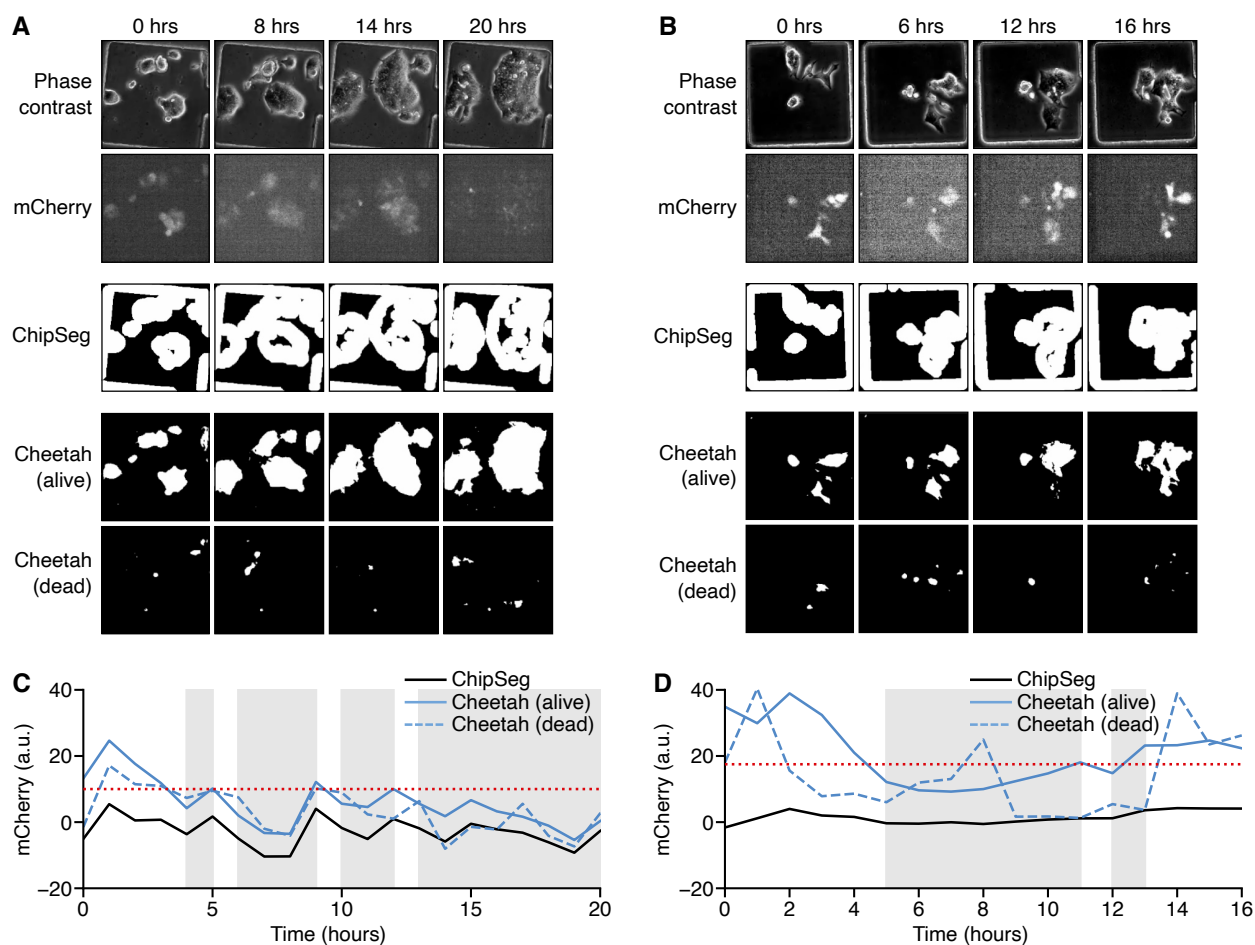 A
0 hrs 8 hrs 14 hrs 20 hrs
Phase
contrast
mCherry
ChipSeg
Cheetah
(alive)
Cheetah
(dead)
B
0 hrs 6 hrs 12 hrs 16 hrs
Phase
contrast
mCherry
ChipSeg
Cheetah
(alive)
Cheetah
(dead)
C
ChipSeg
Cheetah (alive)
Cheetah (dead)
mCherry (a.u.)
40
20
0
−20
0 5 10 15 20
Time (hours)
D
ChipSeg
Cheetah (alive)
Cheetah (dead)
mCherry (a.u.)
40
20
0
−20
0 2 4 6 8 10 12 14 16
Time (hours)